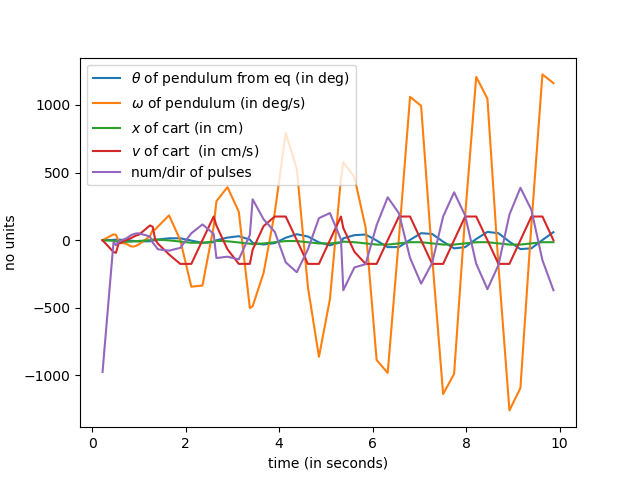 θ of pendulum from eq (in deg)
ω of pendulum (in deg/s)
x of cart (in cm)
v of cart  (in cm/s)
num/dir of pulses
1000
500
0
−500
−1000
no units
0
2
4
6
8
10
time (in seconds)